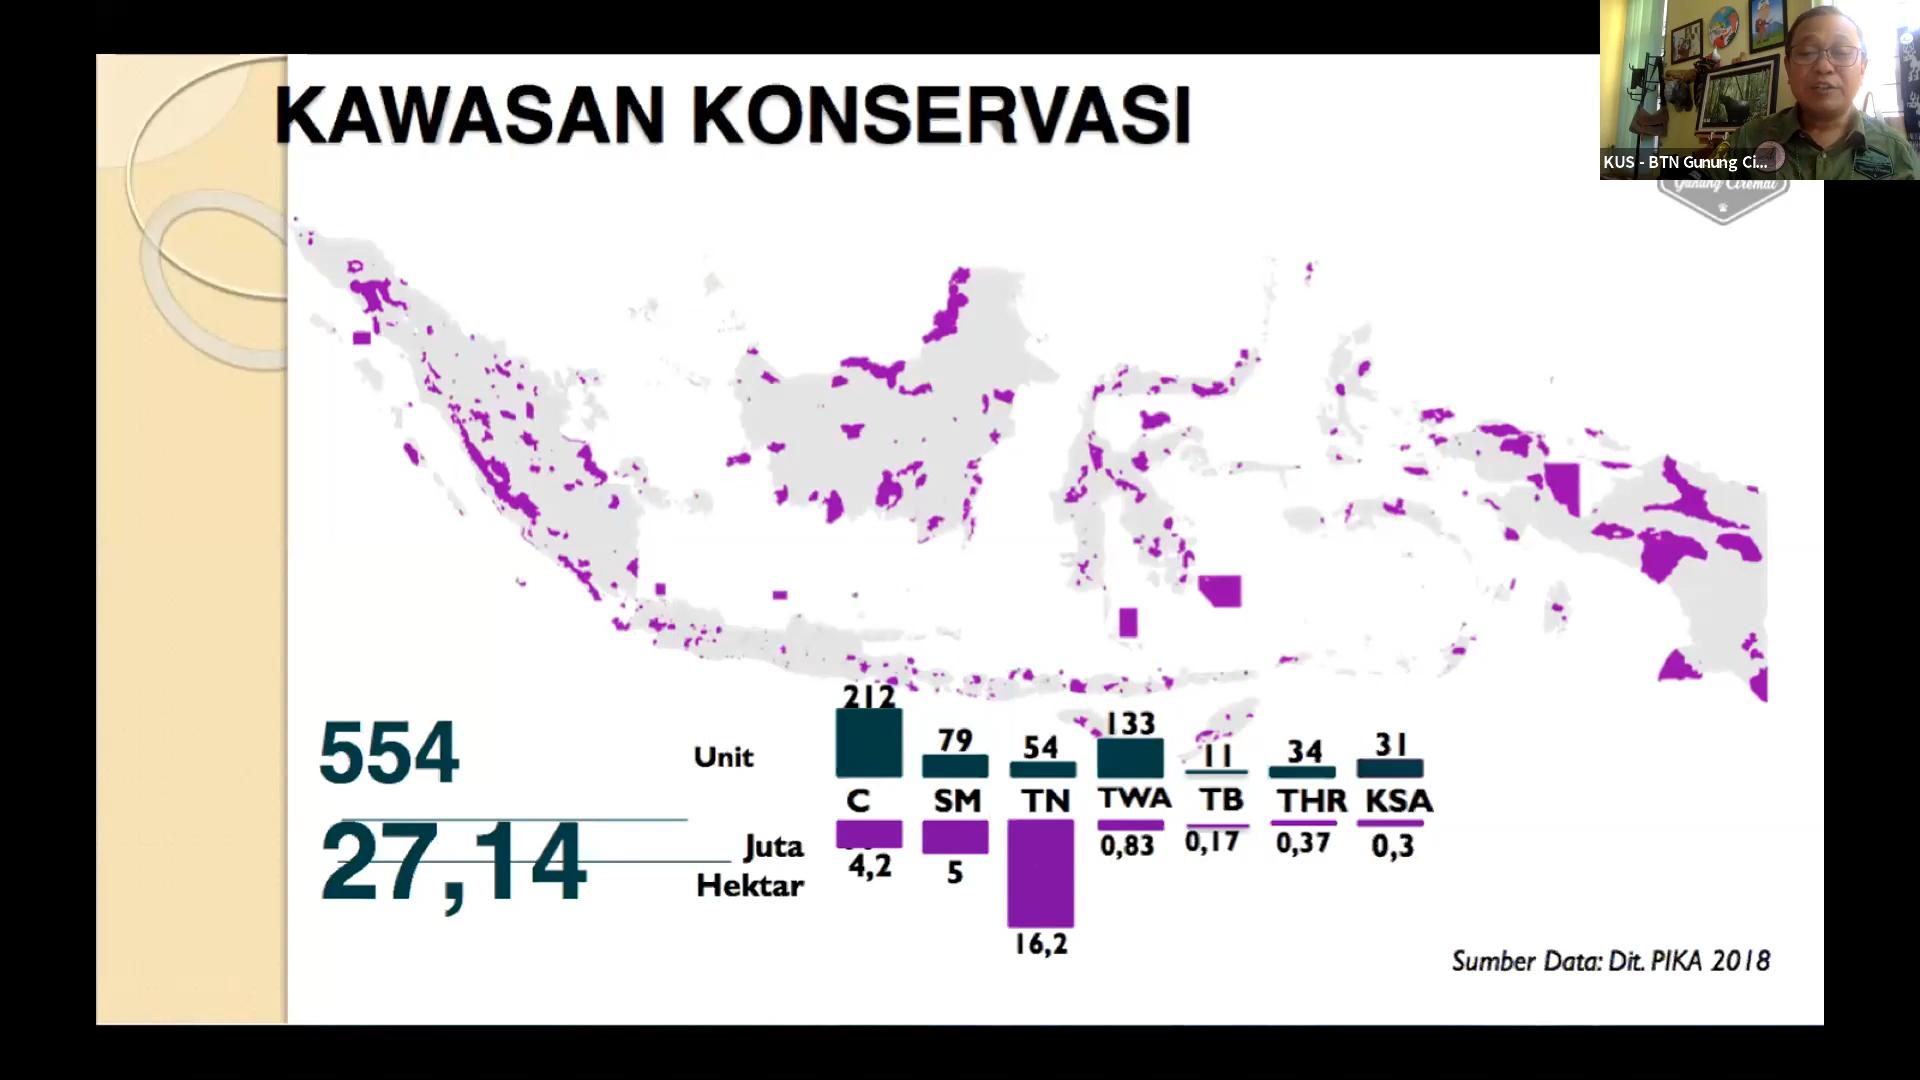 KAWASAN KONSERVASI
KUS - BTN Gunung Ci...
Gunung Ciremai
554
Unit
212
79
54
133
11
34
31
C
SM
TN
TWA
TB
THR
KSA
27,14
Juta
Hektar
4,2
5
16,2
0,83
0,17
0,37
0,3
Sumber Data: Dit. PIKA 2018